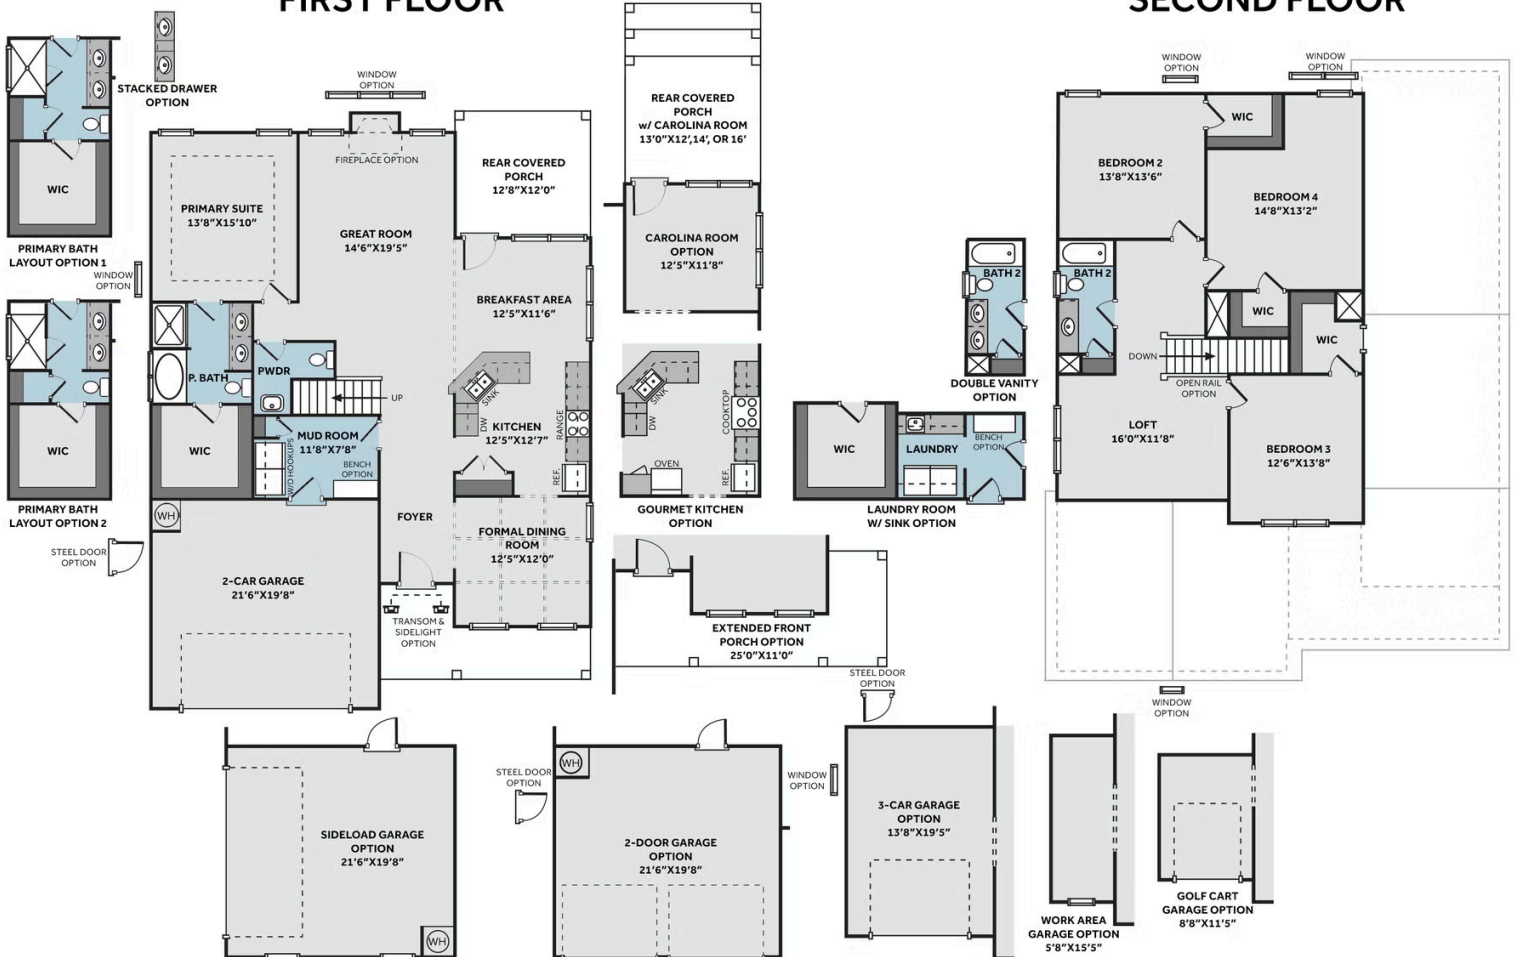 FIRST FLOOR
SECOND FLOOR
STACKED DRAWER
OPTION
WIC
PRIMARY BATH
LAYOUT OPTION 1
WINDOW
OPTION
WIC
PRIMARY BATH
LAYOUT OPTION 2
STEEL DOOR
OPTION
WINDOW
OPTION
FIREPLACE OPTION
PRIMARY SUITE
13'8"X15'10"
GREAT ROOM
14'6"X19'5"
REAR COVERED
PORCH
12'8"X12'0"
BREAKFAST AREA
12'5"X11'6"
P. BATH
PWDR
UP
SINK
DW
KITCHEN
12'5"X12'7"
RANGE
REF.
WIC
MUD ROOM
11'8"X7'8"
W/D HOOKUPS
BENCH
OPTION
WH
FOYER
FORMAL DINING
ROOM
12'5"X12'0"
2-CAR GARAGE
21'6"X19'8"
TRANSOM &
SIDELIGHT
OPTION
REAR COVERED
PORCH
w/ CAROLINA ROOM
13'0"X12',14', OR 16'
CAROLINA ROOM
OPTION
12'5"X11'8"
SINK
DW
COOKTOP
OVEN
REF.
GOURMET KITCHEN
OPTION
EXTENDED FRONT
PORCH OPTION
25'0"X11'0"
WIC
LAUNDRY
BENCH
OPTION
LAUNDRY ROOM
W/ SINK OPTION
BATH 2
DOUBLE VANITY
OPTION
WINDOW
OPTION
WINDOW
OPTION
WIC
BEDROOM 2
13'8"X13'6"
BEDROOM 4
14'8"X13'2"
BATH 2
WIC
WIC
DOWN
OPEN RAIL
OPTION
LOFT
16'0"X11'8"
BEDROOM 3
12'6"X13'8"
WINDOW
OPTION
SIDELOAD GARAGE
OPTION
21'6"X19'8"
WH
STEEL DOOR
OPTION
WH
2-DOOR GARAGE
OPTION
21'6"X19'8"
STEEL DOOR
OPTION
WINDOW
OPTION
3-CAR GARAGE
OPTION
13'8"X19'5"
WORK AREA
GARAGE OPTION
5'8"X15'5"
GOLF CART
GARAGE OPTION
8'8"X11'5"